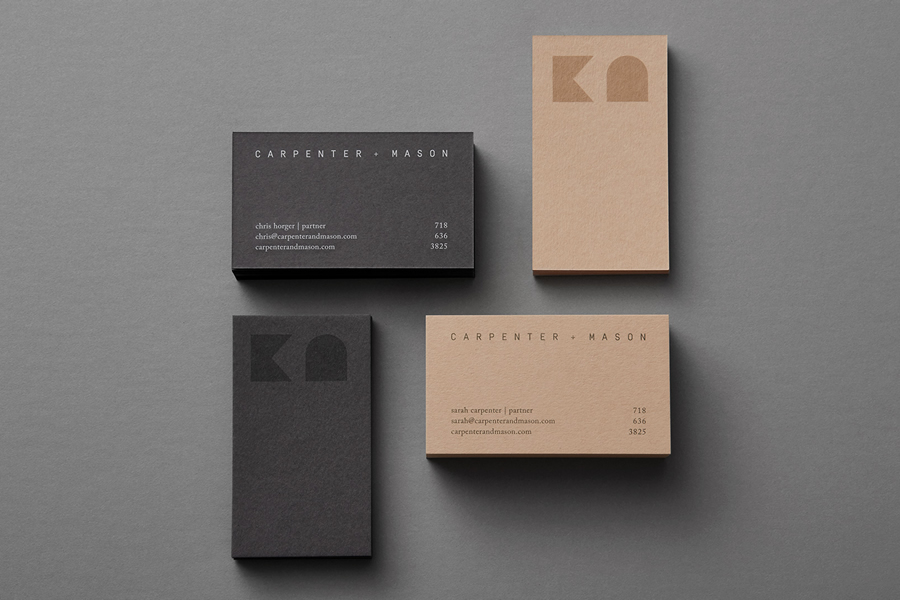 CARPENTER + MASON
chris horger | partner
718
chris@carpenterandmason.com
636
carpenterandmason.com
3825
CARPENTER + MASON
sarah carpenter | partner
718
sarah@carpenterandmason.com
636
carpenterandmason.com
3825